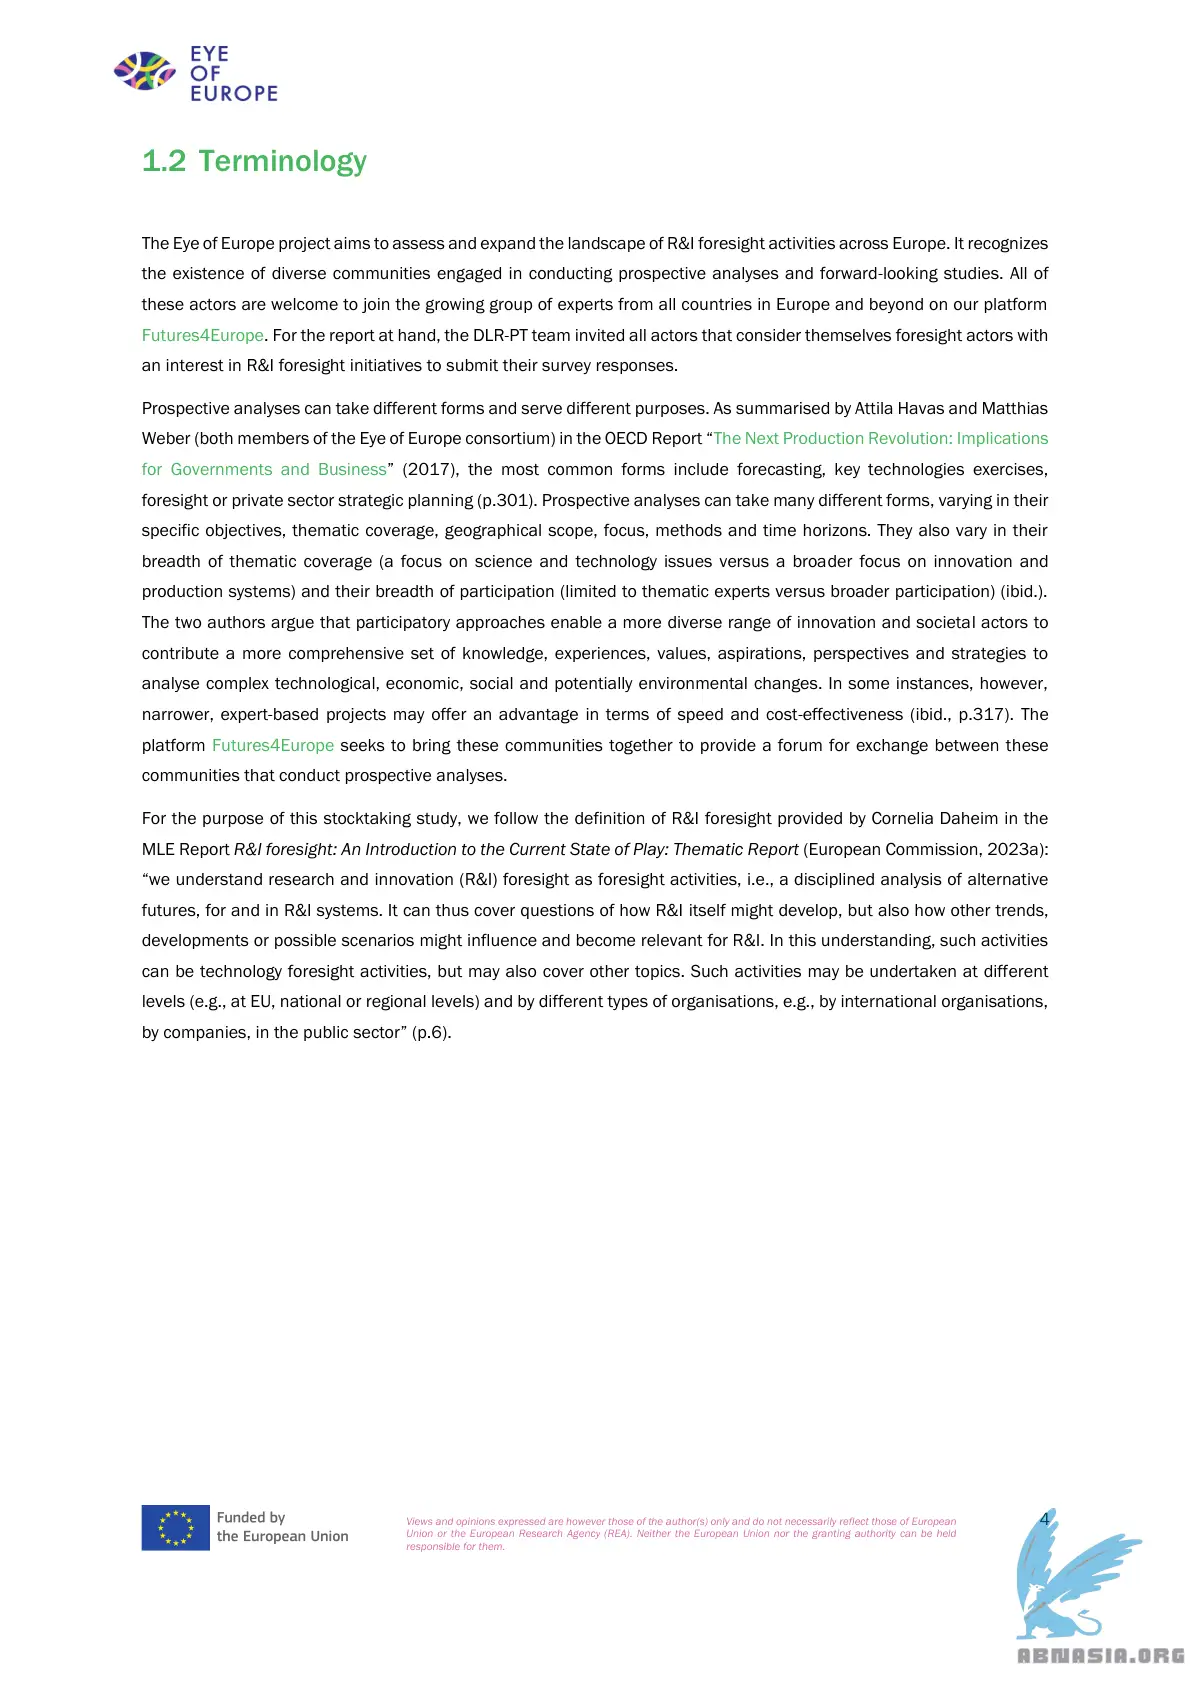 EYE
OF
EUROPE
1.2 Terminology
The Eye of Europe project aims to assess and expand the landscape of R&I foresight activities across Europe. It recognizes
the existence of diverse communities engaged in conducting prospective analyses and forward-looking studies. All of
these actors are welcome to join the growing group of experts from all countries in Europe and beyond on our platform
Futures4Europe. For the report at hand, the DLR-PT team invited all actors that consider themselves foresight actors with
an interest in R&I foresight initiatives to submit their survey responses.
Prospective analyses can take different forms and serve different purposes. As summarised by Attila Havas and Matthias
Weber (both members of the Eye of Europe consortium) in the OECD Report “The Next Production Revolution: Implications
for Governments and Business” (2017), the most common forms include forecasting, key technologies exercises,
foresight or private sector strategic planning (p.301). Prospective analyses can take many different forms, varying in their
specific objectives, thematic coverage, geographical scope, focus, methods and time horizons. They also vary in their
breadth of thematic coverage (a focus on science and technology issues versus a broader focus on innovation and
production systems) and their breadth of participation (limited to thematic experts versus broader participation) (ibid.).
The two authors argue that participatory approaches enable a more diverse range of innovation and societal actors to
contribute a more comprehensive set of knowledge, experiences, values, aspirations, perspectives and strategies to
analyse complex technological, economic, social and potentially environmental changes. In some instances, however,
narrower, expert-based projects may offer an advantage in terms of speed and cost-effectiveness (ibid., p.317). The
platform Futures4Europe seeks to bring these communities together to provide a forum for exchange between these
communities that conduct prospective analyses.
For the purpose of this stocktaking study, we follow the definition of R&I foresight provided by Cornelia Daheim in the
MLE Report R&I foresight: An Introduction to the Current State of Play: Thematic Report (European Commission, 2023a):
“we understand research and innovation (R&I) foresight as foresight activities, i.e., a disciplined analysis of alternative
futures, for and in R&I systems. It can thus cover questions of how R&I itself might develop, but also how other trends,
developments or possible scenarios might influence and become relevant for R&I. In this understanding, such activities
can be technology foresight activities, but may also cover other topics. Such activities may be undertaken at different
levels (e.g., at EU, national or regional levels) and by different types of organisations, e.g., by international organisations,
by companies, in the public sector” (p.6).
Funded by
the European Union
Views and opinions expressed are however those of the author(s) only and do not necessarily reflect those of European
Union or the European Research Agency (REA). Neither the European Union nor the granting authority can be held
responsible for them.
4
ABNASIA.ORG